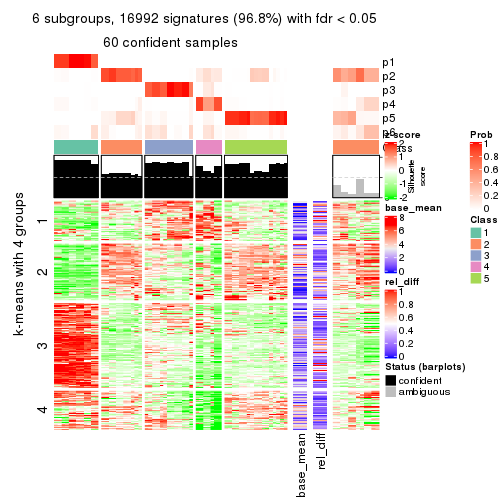 6 subgroups, 16992 signatures (96.8%) with fdr < 0.05
60 confident samples
p1
p2
p3
p4
p5
p6
Class
Silhouette
score
k-means with 4 groups
1
2
3
4
base_mean
rel_diff
z-score
2
1
0
-1
-2
base_mean
8
6
4
2
0
rel_diff
1
0.8
0.6
0.4
0.2
0
Status (barplots)
confident
ambiguous
Prob
1
0.8
0.6
0.4
0.2
0
Class
1
2
3
4
5